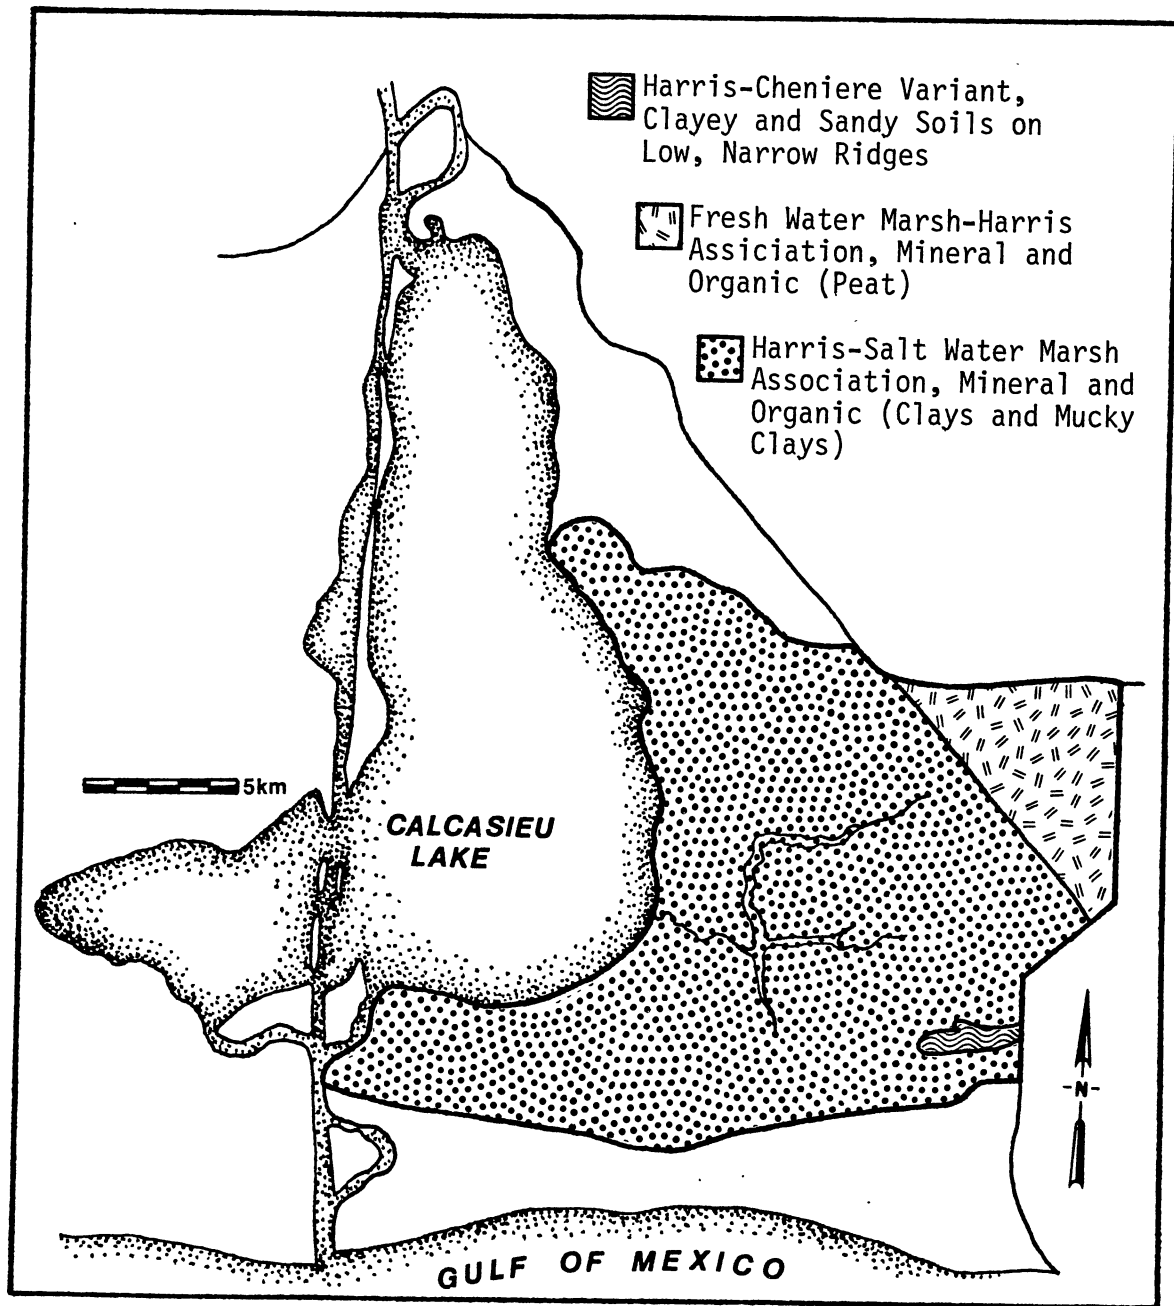 Harris-Cheniere Variant,
Clayey and Sandy Soils on
Low, Narrow Ridges
Fresh Water Marsh-Harris
Assiciation, Mineral and
Organic (Peat)
Harris-Salt Water Marsh
Association, Mineral and
Organic (Clays and Mucky
Clays)
5km
CALCASIEU
LAKE
-N-
GULF OF MEXICO